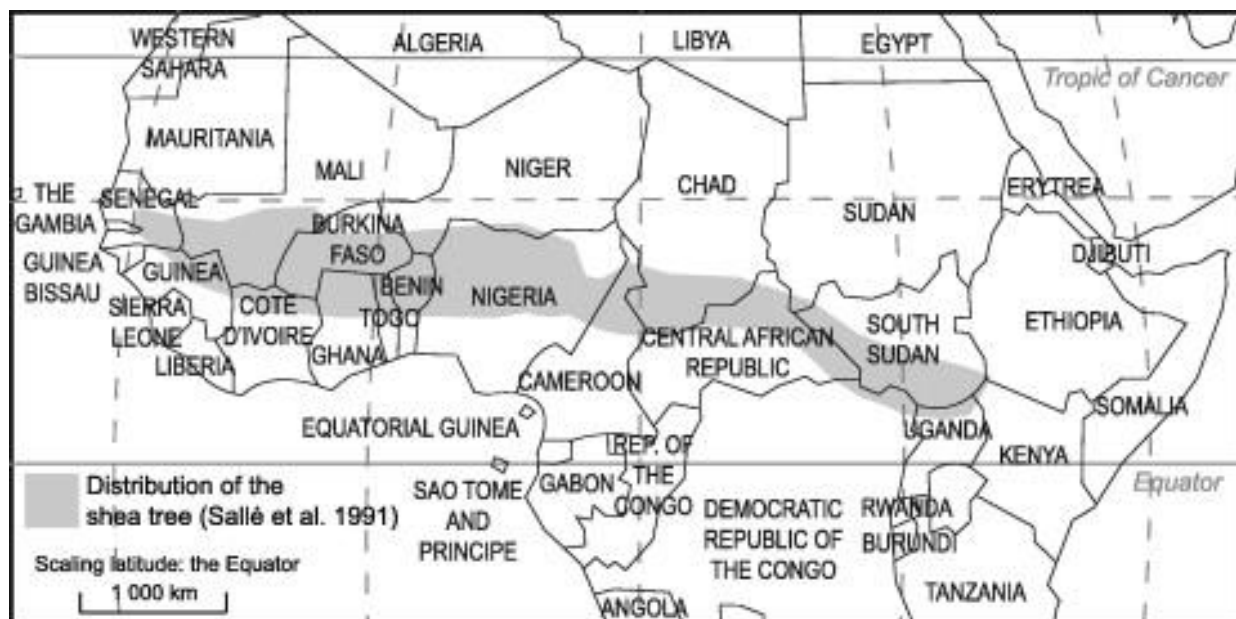 WESTERN
SAHARA
ALGERIA
LIBYA
EGYPT
Tropic of Cancer
MAURITANIA
MALI
NIGER
CHAD
SUDAN
ERYTREA
DJIBUTI
THE
GAMBIA
SENEGAL
GUINEA
BISSAU
GUINEA
BURKINA
FASO
BENIN
NIGERIA
TOGO
COTE
D'IVOIRE
GHANA
SIERRA
LEONE
LIBERIA
CAMEROON
CENTRAL AFRICAN
REPUBLIC
SOUTH
SUDAN
ETHIOPIA
SOMALIA
EQUATORIAL GUINEA
SAO TOME
AND
PRINCIPE
GABON
REP. OF
THE
CONGO
DEMOCRATIC
REPUBLIC OF
THE CONGO
UGANDA
KENYA
RWANDA
BURUNDI
TANZANIA
ANGOLA
Equator
Distribution of the
shea tree (Sallé et al. 1991)
Scaling latitude: the Equator
1 000 km